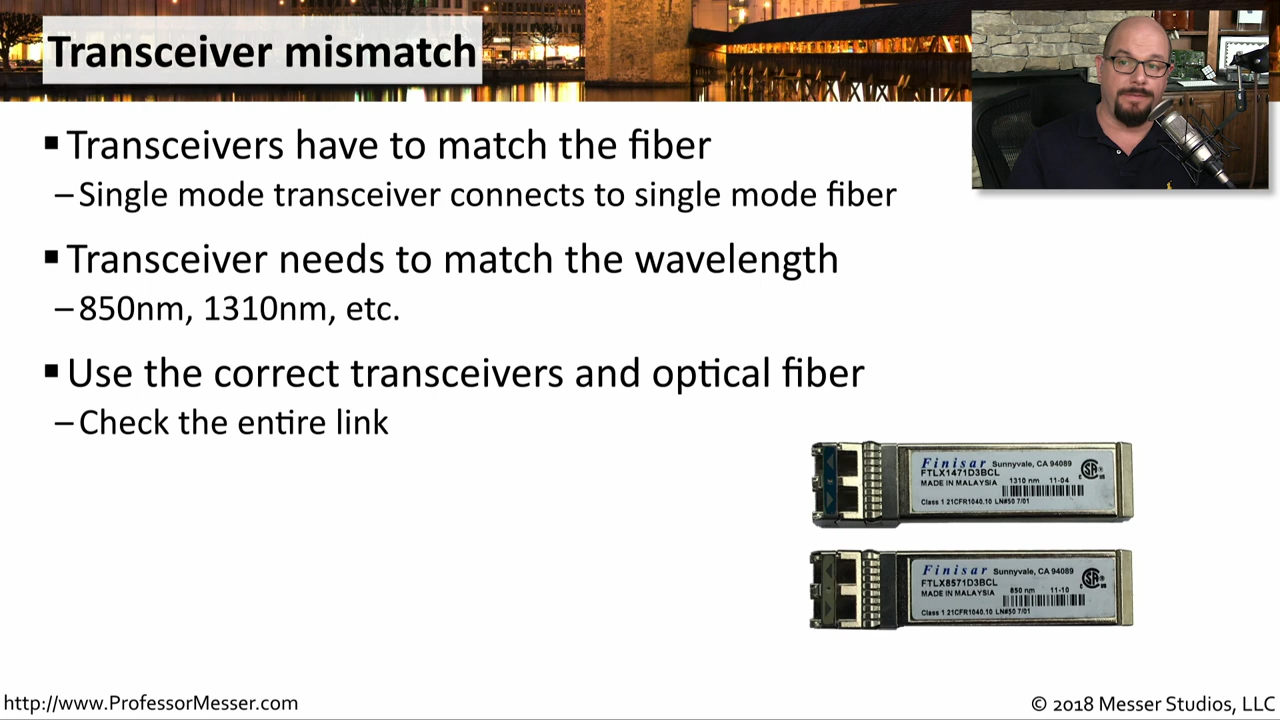 Transceiver mismatch
▪ Transceivers have to match the fiber
– Single mode transceiver connects to single mode fiber
▪ Transceiver needs to match the wavelength
– 850nm, 1310nm, etc.
▪ Use the correct transceivers and optical fiber
– Check the entire link
Finisar Sunnyvale, CA 94089
FTLX1471D3BCL
MADE IN MALAYSIA 1310 nm 11-04
Class 1 21CFR1040.10 LN#50 7/01
Finisar Sunnyvale, CA 94089
FTLX8571D3BCL
MADE IN MALAYSIA 850 nm 11-10
Class 1 21CFR1040.10 LN#50 7/01
http://www.ProfessorMesser.com
© 2018 Messer Studios, LLC